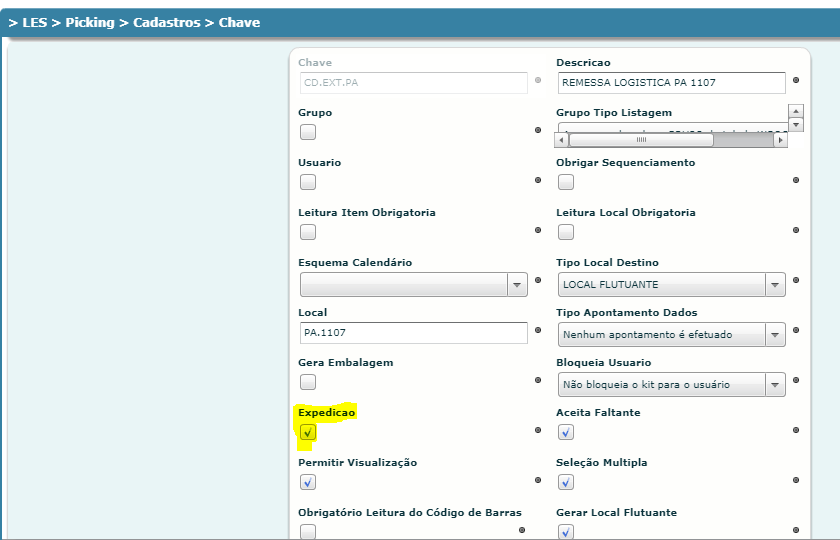 > LES > Picking > Cadastros > Chave
Chave
Descricao
CD.EXT.PA
REMESSA LOGISTICA PA 1107
Grupo
Grupo Tipo Listagem
Usuario
Obrigar Sequenciamento
Leitura Item Obrigatoria
Leitura Local Obrigatoria
Esquema Calendário
Tipo Local Destino
LOCAL FLUTUANTE
Local
Tipo Apontamento Dados
PA.1107
Nenhum apontamento é efetuado
Gera Embalagem
Bloqueia Usuario
Não bloqueia o kit para o usuário
Expedicao
Aceita Faltante
Permitir Visualização
Seleção Multipla
Obrigatório Leitura do Código de Barras
Gerar Local Flutuante